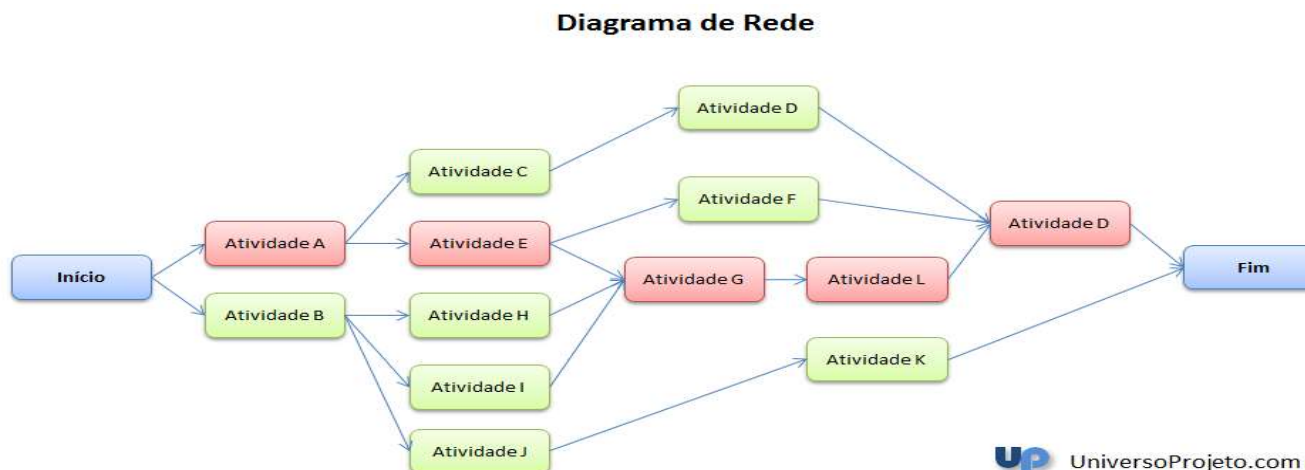 Diagrama de Rede
Atividade D
Atividade C
Atividade F
Atividade A
Atividade E
Atividade D
Início
Atividade G
Atividade L
Fim
Atividade B
Atividade H
Atividade K
Atividade I
Atividade J
up UniversoProjeto.com